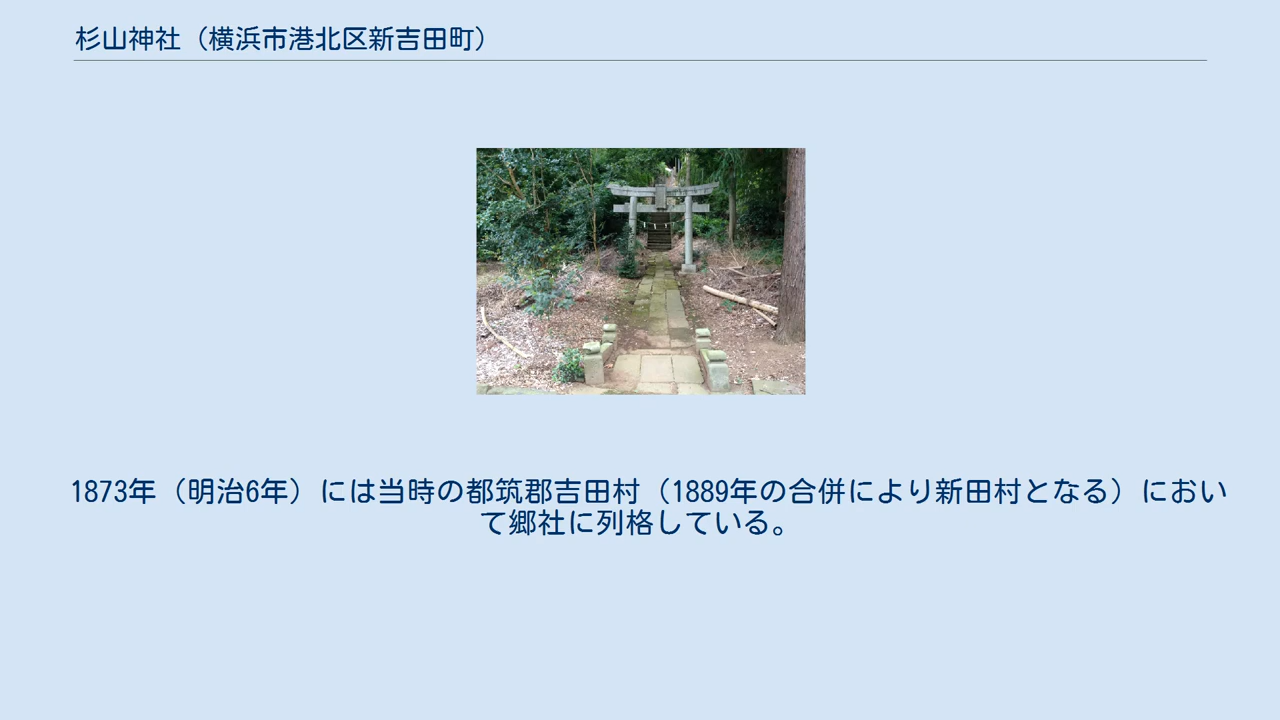 杉山神社（横浜市港北区新吉田町）
1873年（明治6年）には当時の都筑郡吉田村（1889年の合併により新田村となる）におい
て郷社に列格している。